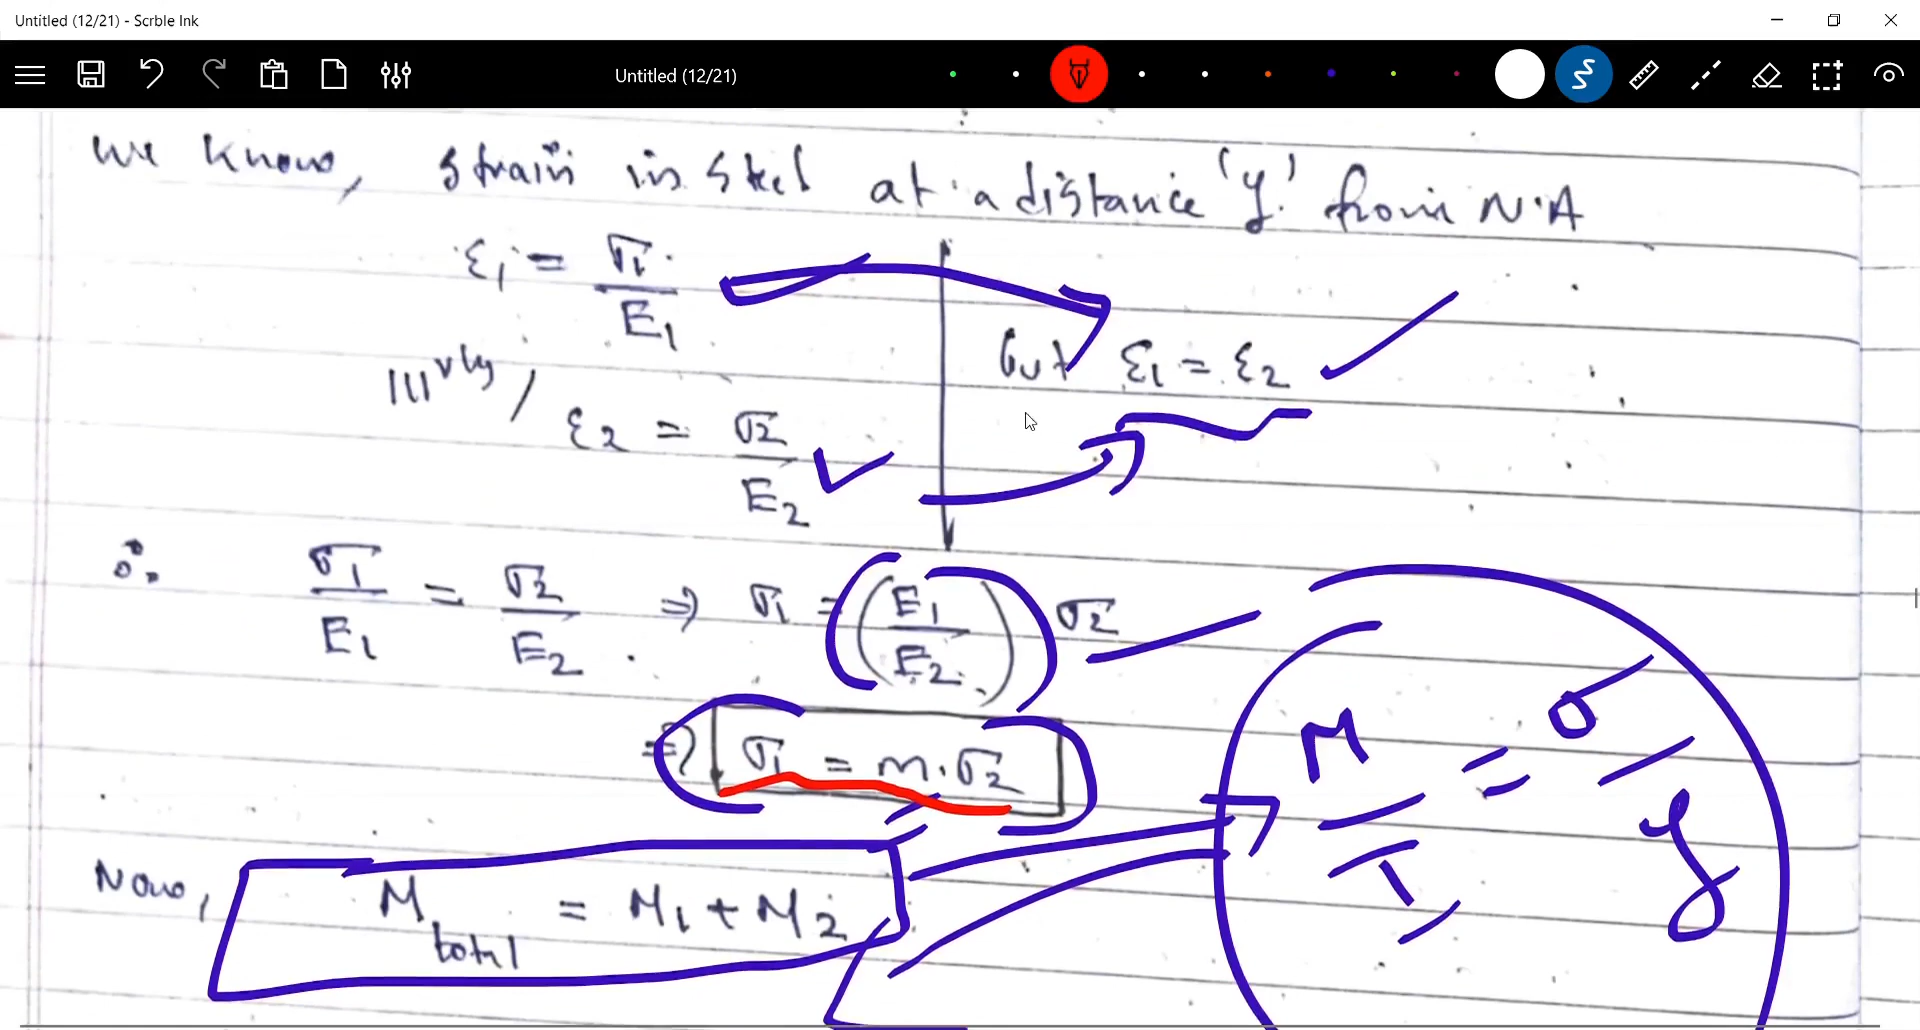 Untitled (12/21) - Scrble Ink
Untitled (12/21)
We know, strain in steel at a distance 'y' from N.A
ε₁ = σ₁/E₁
but ε₁ = ε₂
|||vly, ε₂ = σ₂/E₂
∴ σ₁/E₁ = σ₂/E₂ ⇒ σ₁ = (E₁/E₂) σ₂
⇒ σ₁ = m.σ₂
M/I = σ/y
Now, M total = M₁ + M₂